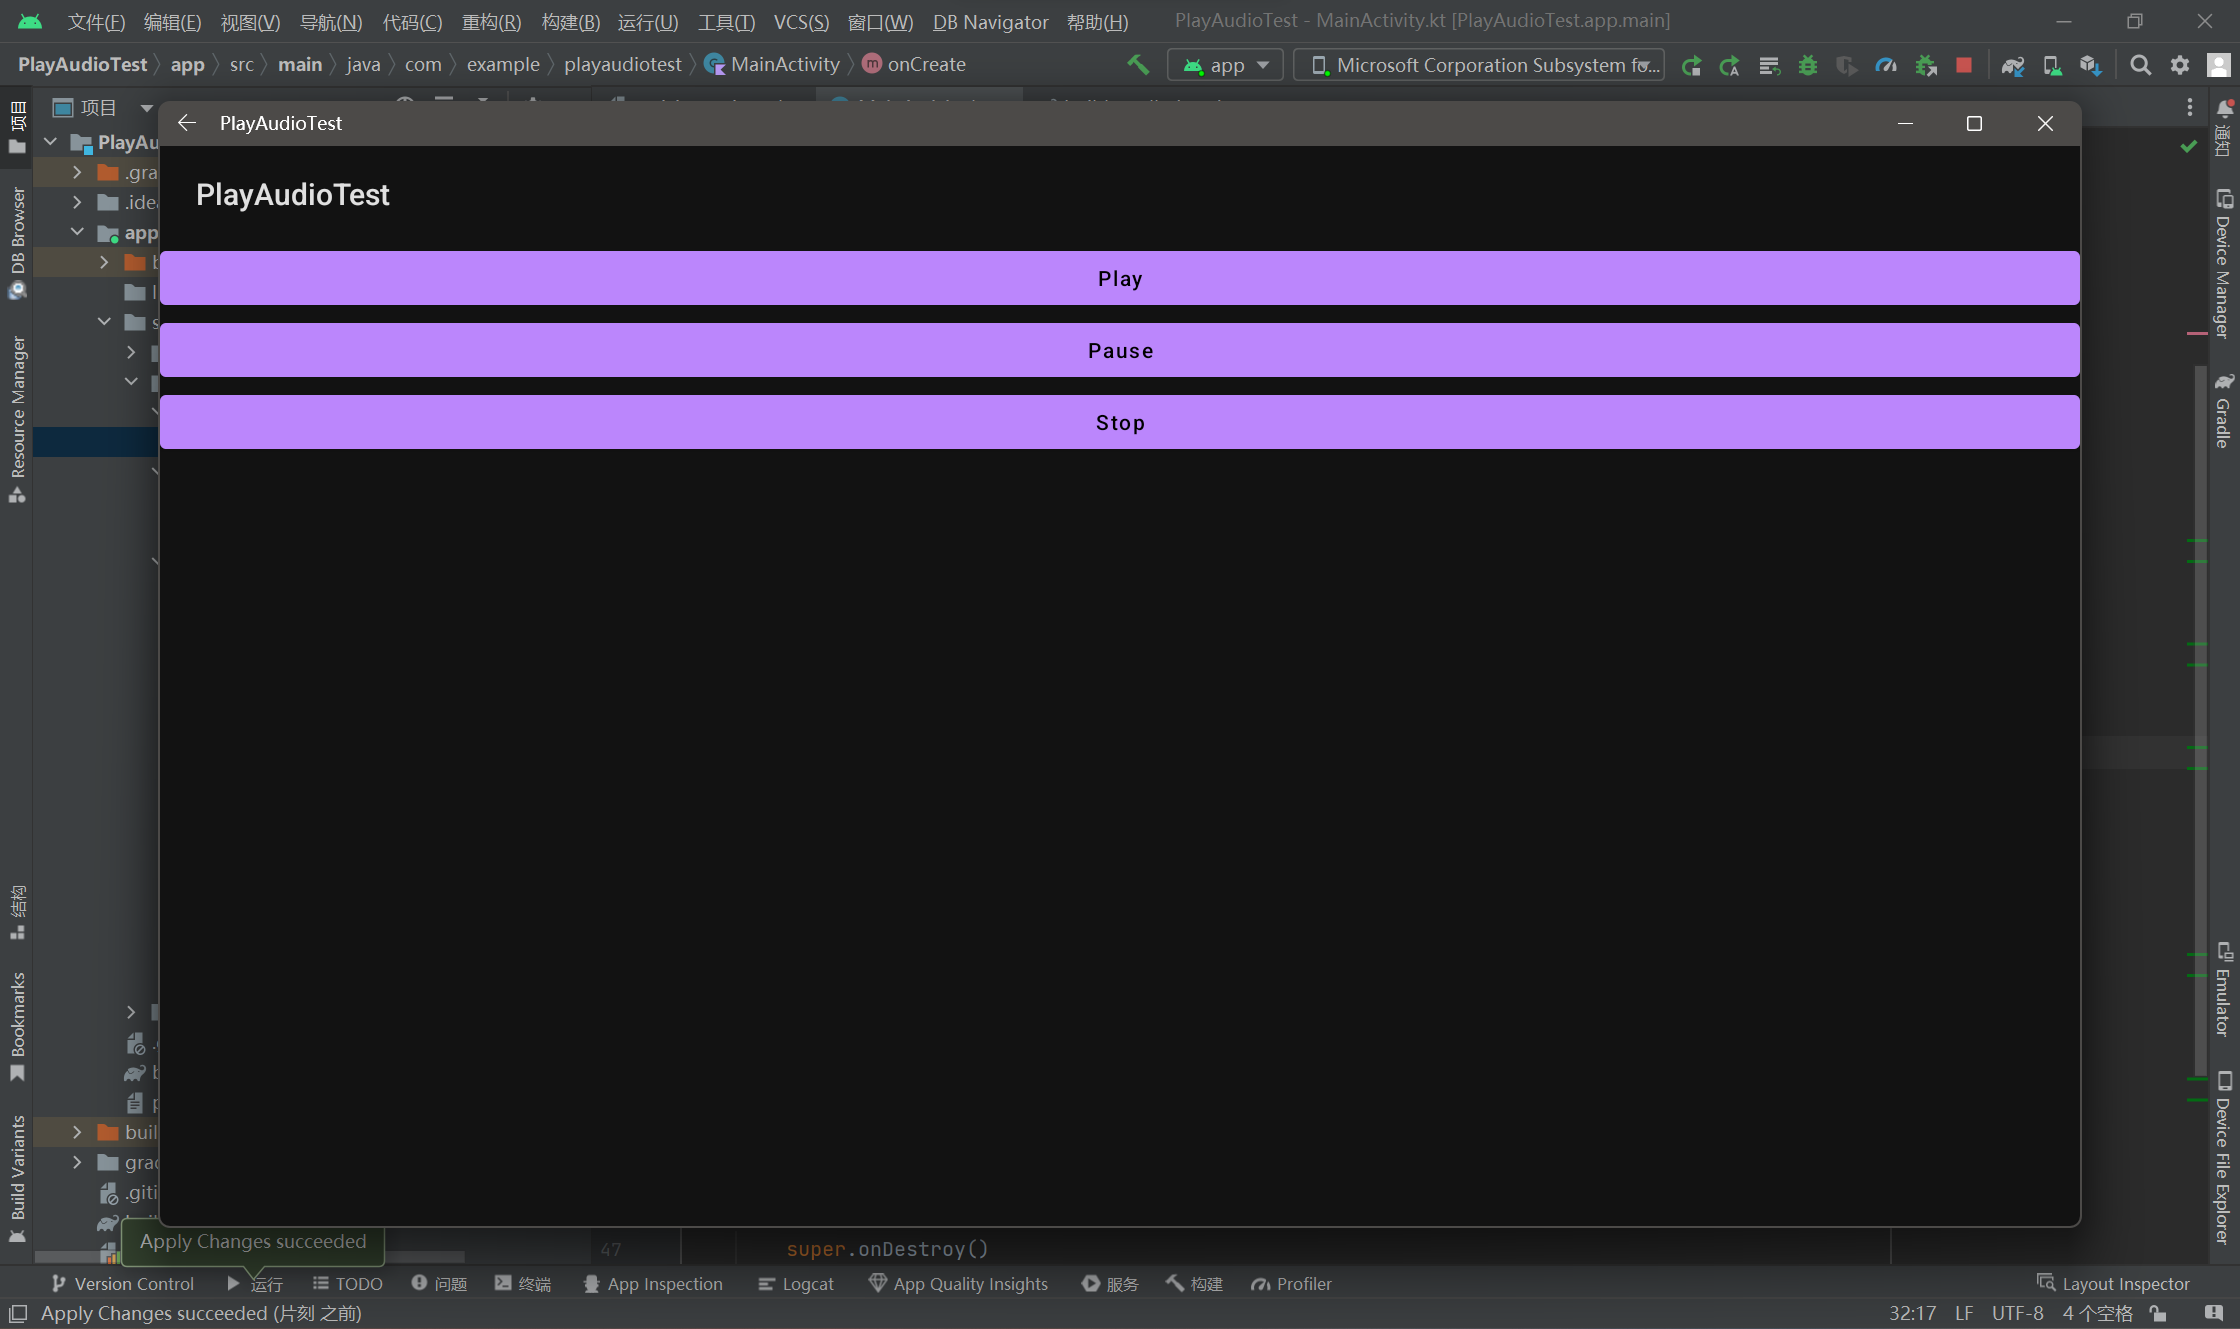 文件(F) 编辑(E) 视图(V) 导航(N) 代码(C) 重构(R) 构建(B) 运行(U) 工具(T) VCS(S) 窗口(W) DB Navigator 帮助(H) PlayAudioTest - MainActivity.kt [PlayAudioTest.app.main]
PlayAudioTest app src main java com example playaudiotest MainActivity onCreate app Microsoft Corporation Subsystem fo...
项目
PlayAu
.gra
.ide
app
PlayAudioTest
PlayAudioTest
Play
Pause
Stop
buil
grad
.giti
项目
DB Browser
Resource Manager
结构
Bookmarks
Build Variants
通知
Device Manager
Gradle
Emulator
Device File Explorer
Apply Changes succeeded
47 super.onDestroy()
Version Control 运行 TODO 问题 终端 App Inspection Logcat App Quality Insights 服务 构建 Profiler Layout Inspector
Apply Changes succeeded (片刻 之前) 32:17 LF UTF-8 4 个空格